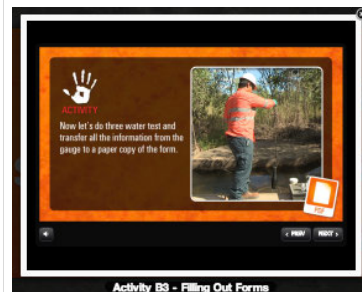 ACTIVITY
Now let's do three water test and
transfer all the information from the
gauge to a paper copy of the form.
PDF
‹ PREV
NEXT ›
Activity B3 - Filling Out Forms